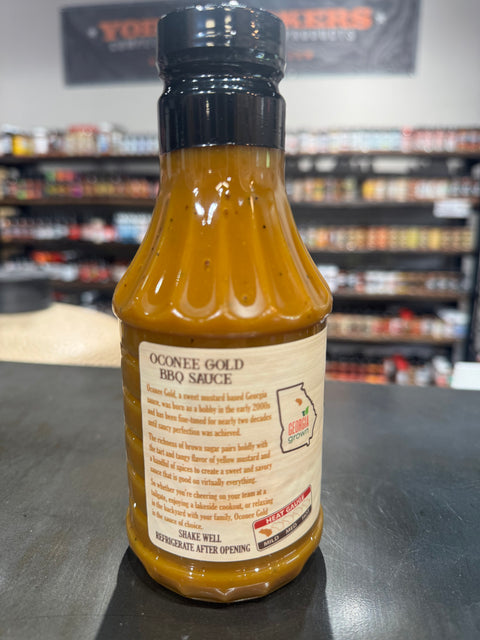 OCONEE GOLD
BBQ SAUCE
Oconee Gold, a sweet mustard based Georgia
sauce, was born as a hobby in the early 2000s
and has been fine-tuned for nearly two decades
until saucy perfection was achieved.
The richness of brown sugar pairs boldly with
the tart and tangy flavor of yellow mustard and
a handful of spices to create a sweet and savory
sauce that is good on virtually everything.
So whether you're cheering on your team at a
tailgate, enjoying a lakeside cookout, or relaxing
in the backyard with your family, Oconee Gold
is the sauce of choice.
SHAKE WELL
REFRIGERATE AFTER OPENING
GEORGIA
grown
HEAT GAUGE
MILD MED